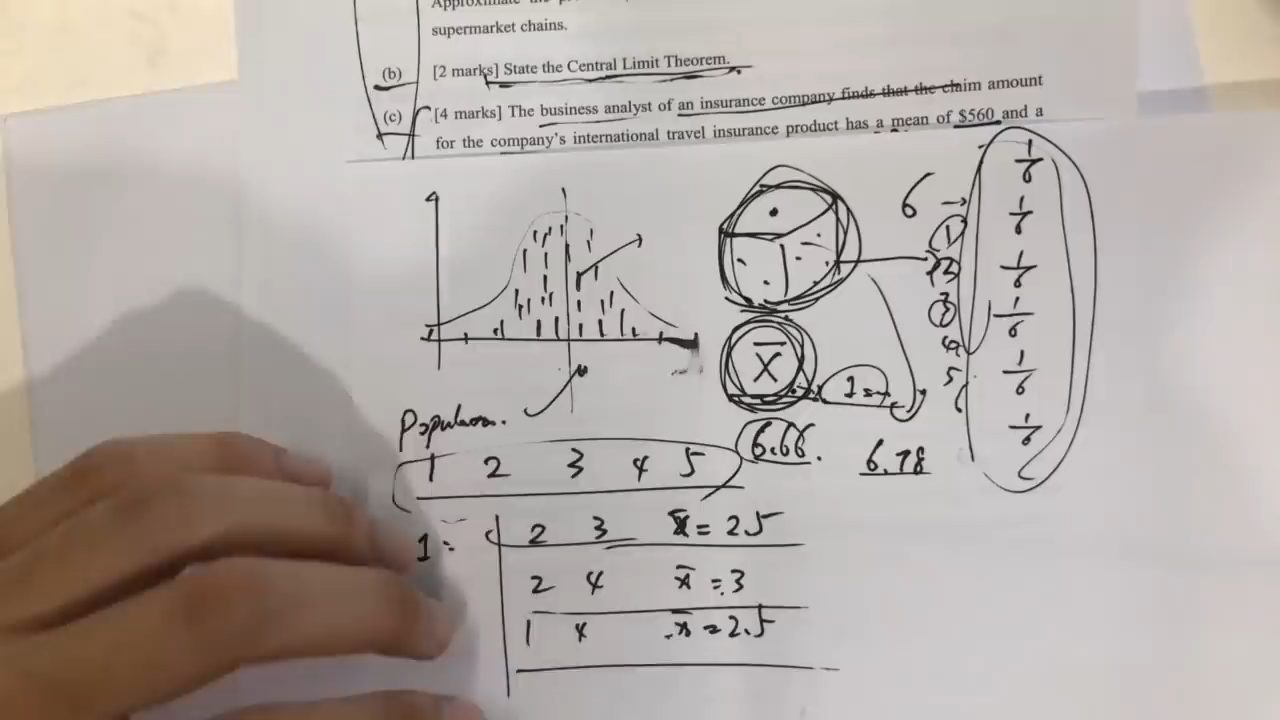 supermarket chains.
(b) [2 marks] State the Central Limit Theorem.
(c) [4 marks] The business analyst of an insurance company finds that the claim amount
for the company's international travel insurance product has a mean of $560 and a
6
1/6
1/6
1/6
1/6
1/6
1/6
1
2
3
4
5
6
X̄
6.66. 6.78
1 2 3 4 5
1:
2 3 x̄ = 2.5
2 4 x̄ = 3
1 4 x̄ = 2.5